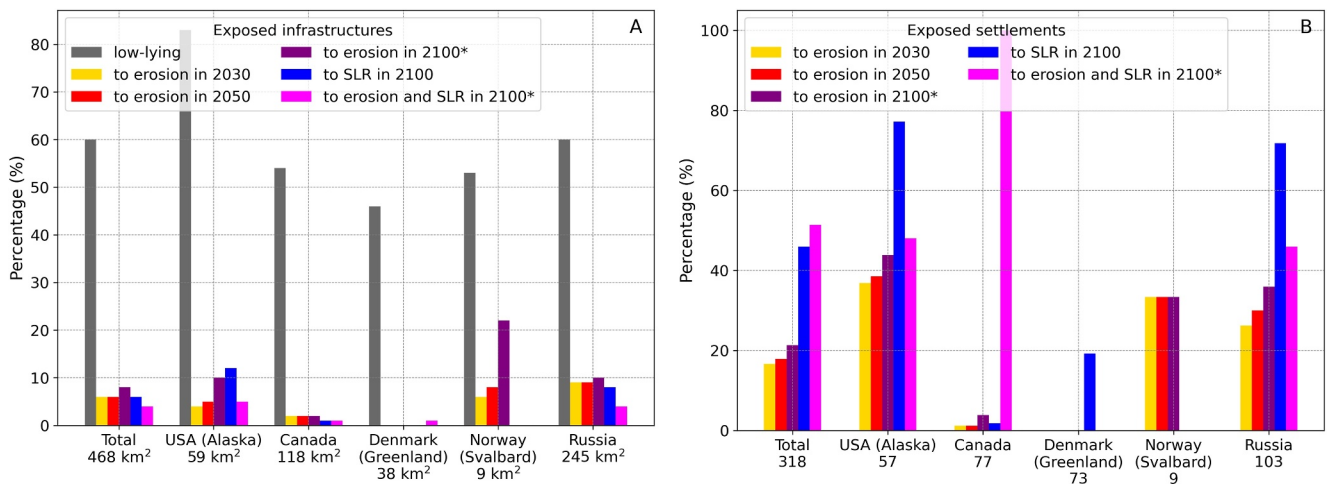 Exposed infrastructures
A
low-lying
to erosion in 2030
to erosion in 2050
to erosion in 2100*
to SLR in 2100
to erosion and SLR in 2100*
Percentage (%)
80
70
60
50
40
30
20
10
0
Total
468 km²
USA (Alaska)
59 km²
Canada
118 km²
Denmark
(Greenland)
38 km²
Norway
(Svalbard)
9 km²
Russia
245 km²
Exposed settlements
B
to erosion in 2030
to erosion in 2050
to erosion in 2100*
to SLR in 2100
to erosion and SLR in 2100*
Percentage (%)
100
80
60
40
20
0
Total
318
USA (Alaska)
57
Canada
77
Denmark
(Greenland)
73
Norway
(Svalbard)
9
Russia
103